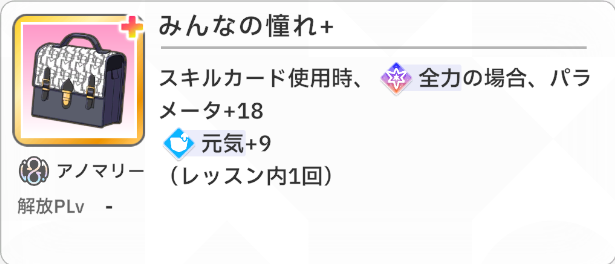 みんなの憧れ+
スキルカード使用時、 全力の場合、パラ
メータ+18
元気+9
（レッスン内1回）
アノマリー
解放PLv -